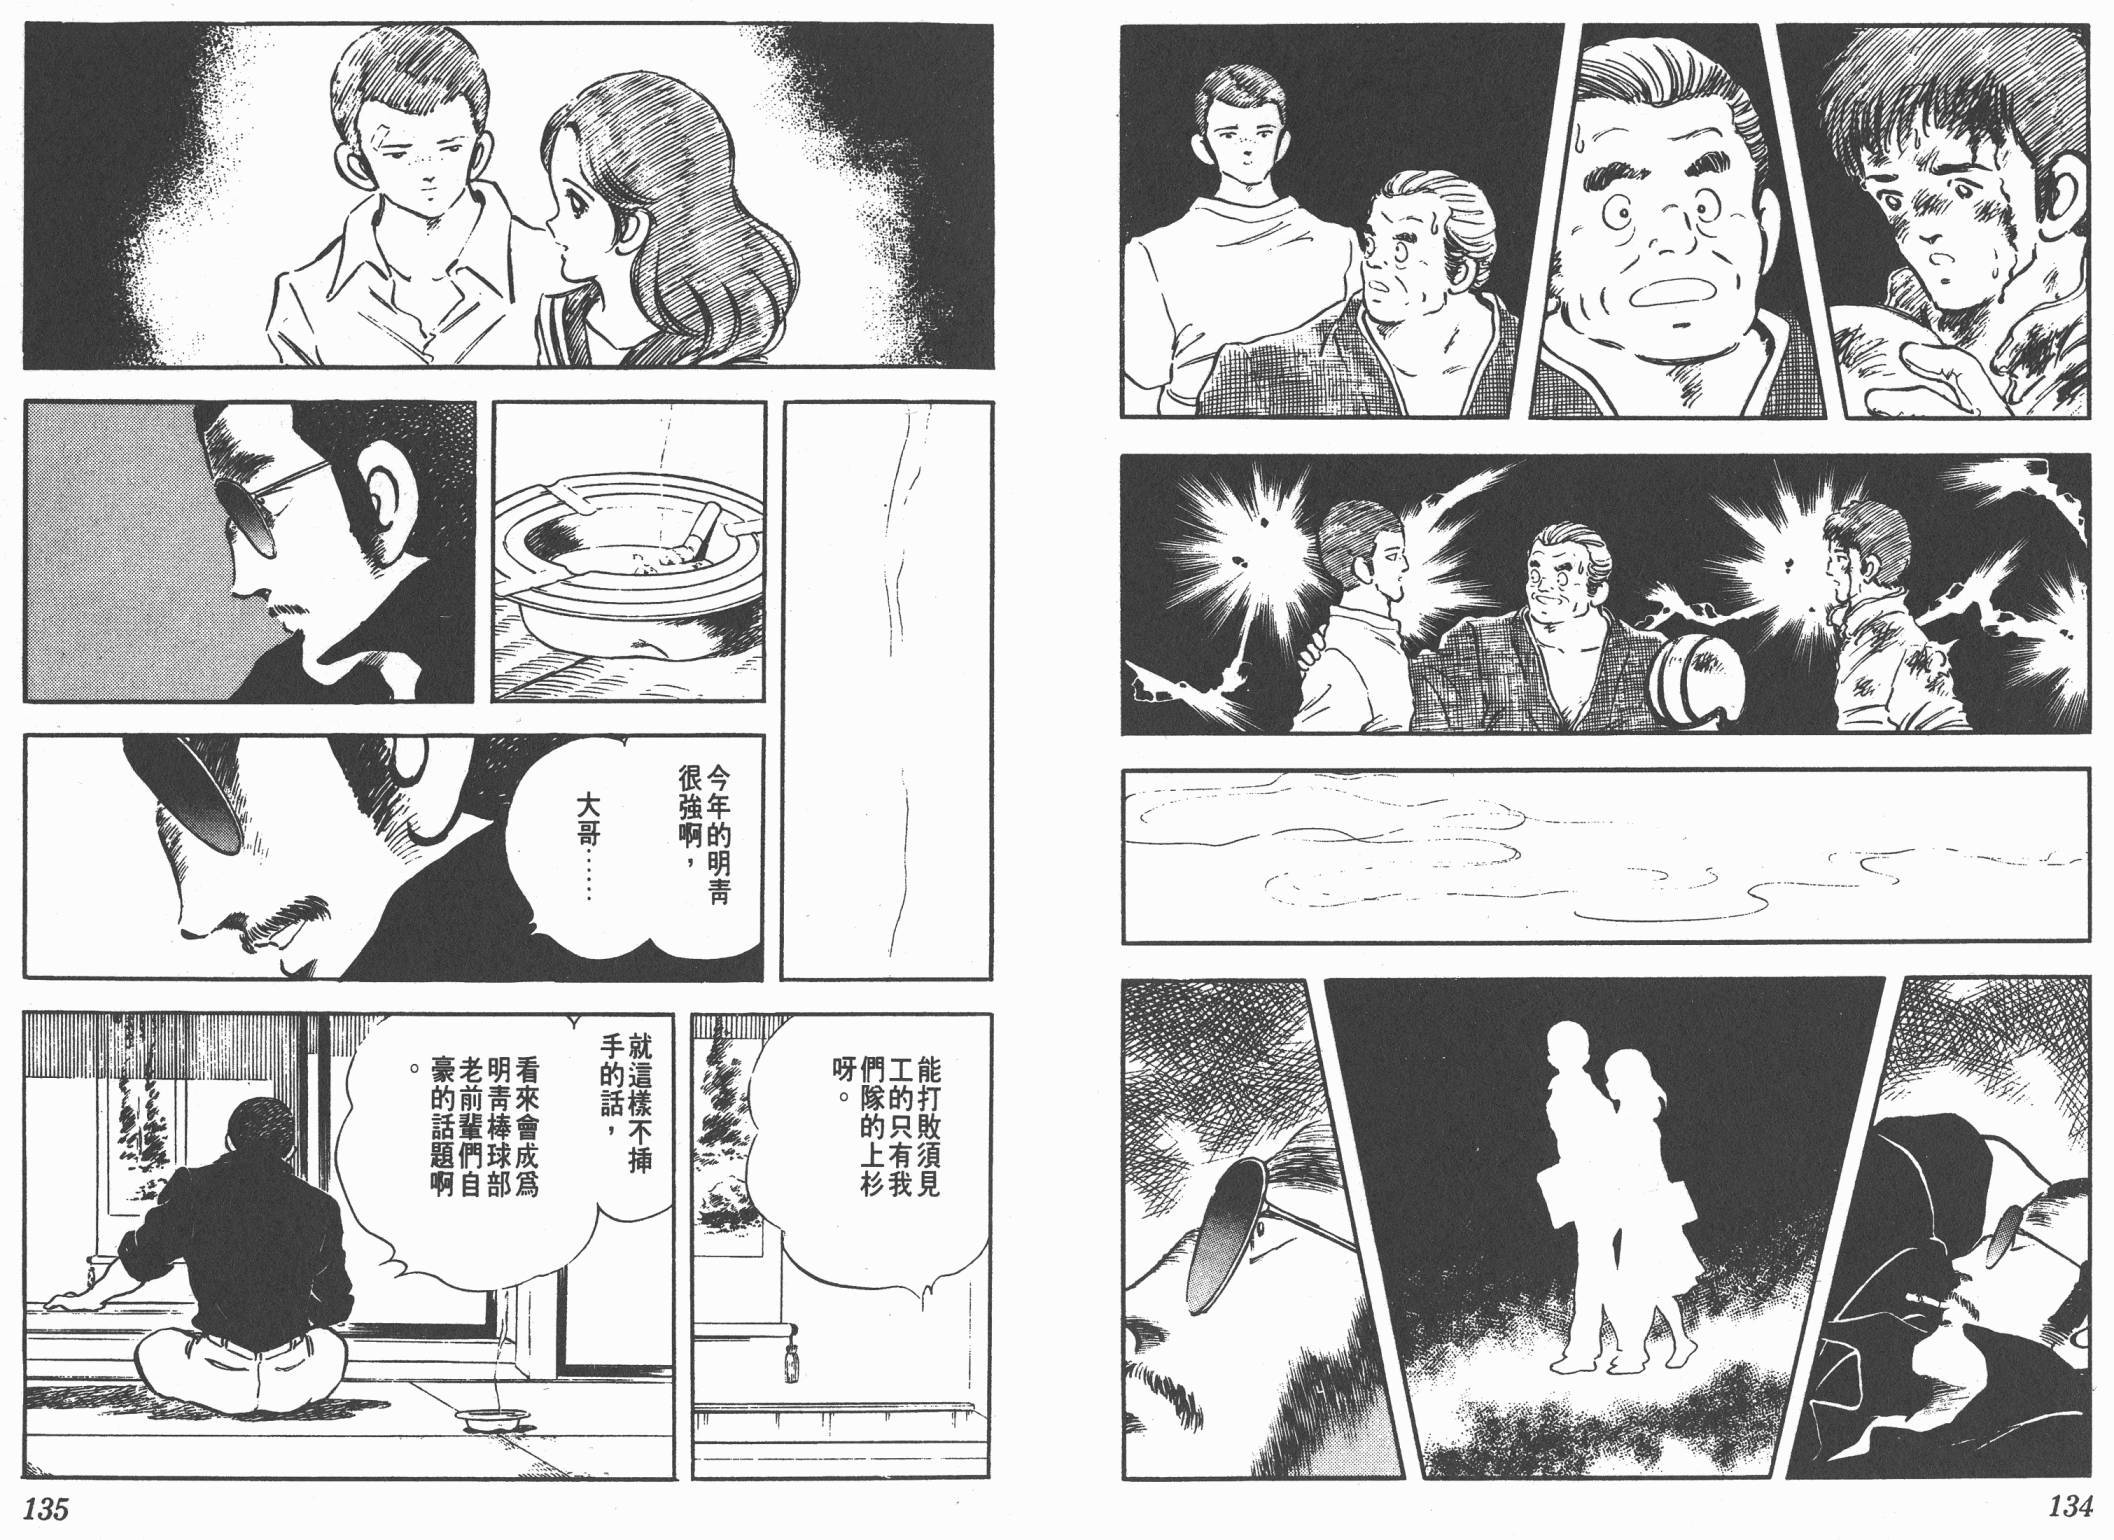 134
今年的明青
很強啊，
大哥……
能打敗須見
工的只有我
們隊的上杉
呀。
就這樣不插
手的話，
看來會成爲
明青棒球部
老前輩們自
豪的話題啊
。
135